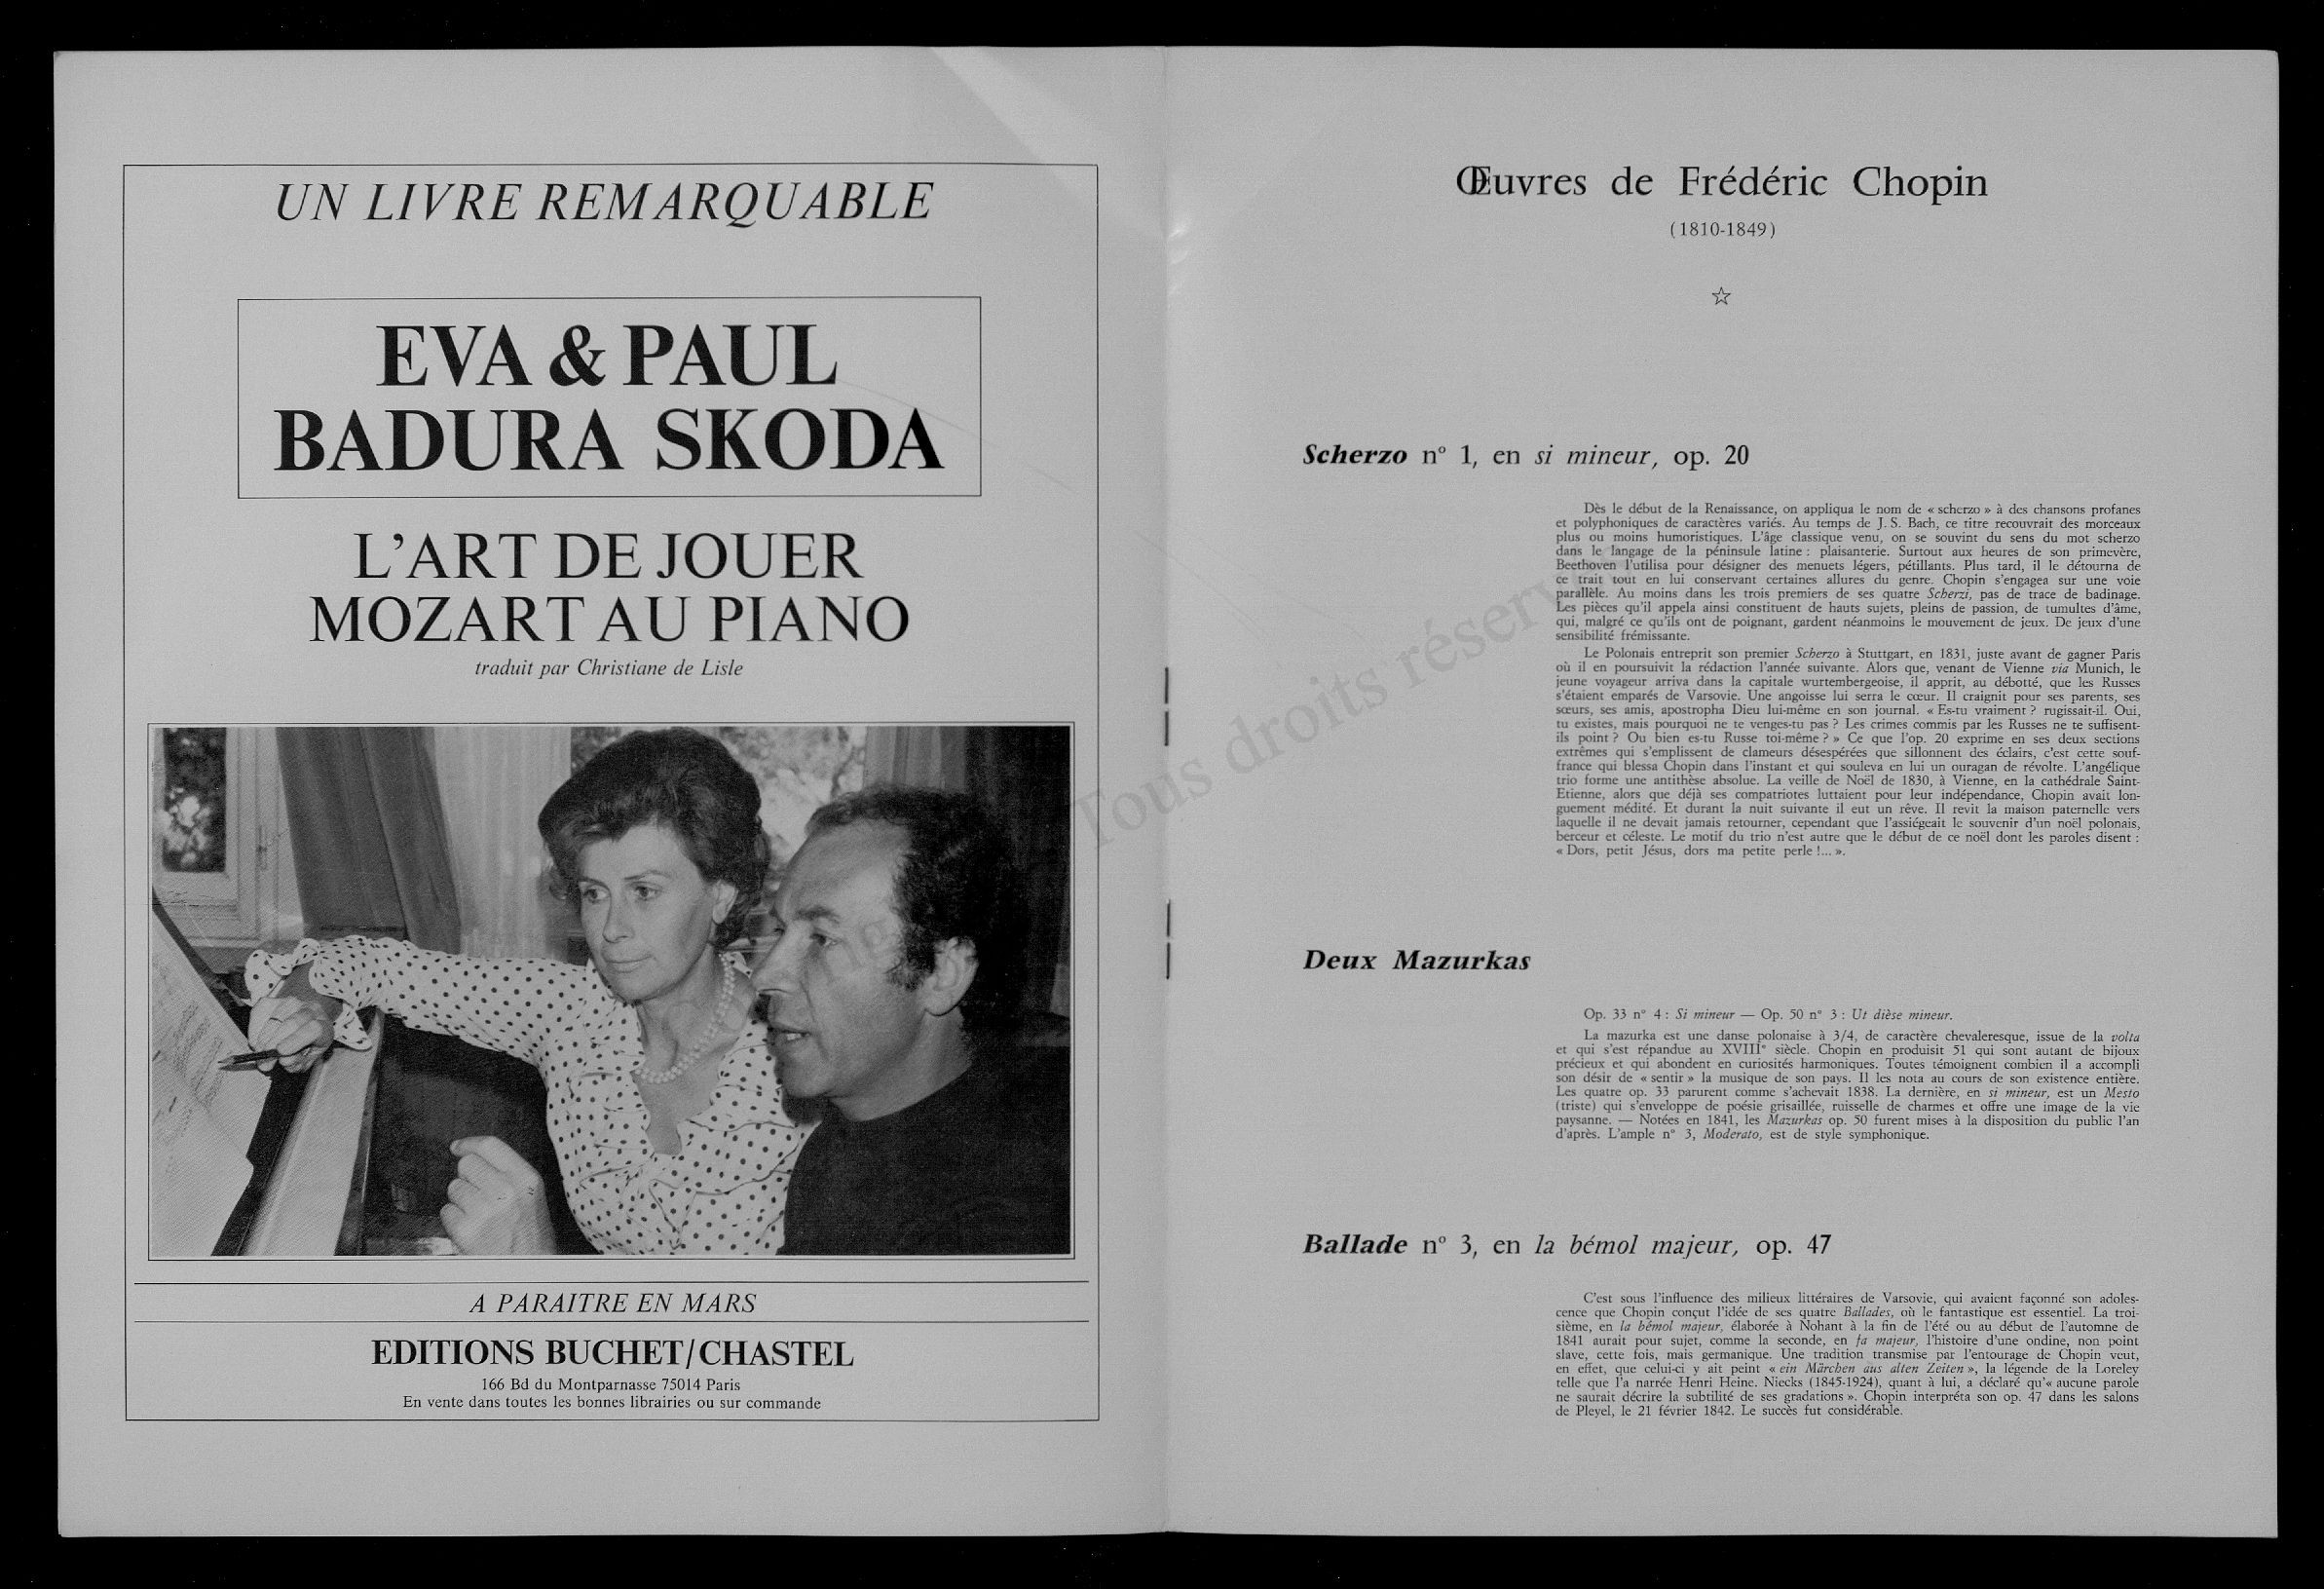 UN LIVRE REMARQUABLE
EVA & PAUL
BADURA SKODA
L'ART DE JOUER
MOZART AU PIANO
traduit par Christiane de Lisle
A PARAITRE EN MARS
EDITIONS BUCHET/CHASTEL
166 Bd du Montparnasse 75014 Paris
En vente dans toutes les bonnes librairies ou sur commande
Œuvres de Frédéric Chopin
(1810-1849)
☆
Scherzo n° 1, en si mineur, op. 20
Dès le début de la Renaissance, on appliqua le nom de « scherzo » à des chansons profanes
et polyphoniques de caractères variés. Au temps de J. S. Bach, ce titre recouvrait des morceaux
plus ou moins humoristiques. L'âge classique venu, on se souvint du sens du mot scherzo
dans le langage de la péninsule latine : plaisanterie. Surtout aux heures de son primevère,
Beethoven l'utilisa pour désigner des menuets légers, pétillants. Plus tard, il le détourna de
ce trait tout en lui conservant certaines allures du genre. Chopin s'engagea sur une voie
parallèle. Au moins dans les trois premiers de ses quatre Scherzi, pas de trace de badinage.
Les pièces qu'il appela ainsi constituent de hauts sujets, pleins de passion, de tumultes d'âme,
qui, malgré ce qu'ils ont de poignant, gardent néanmoins le mouvement de jeux. De jeux d'une
sensibilité frémissante.
Le Polonais entreprit son premier Scherzo à Stuttgart, en 1831, juste avant de gagner Paris
où il en poursuivit la rédaction l'année suivante. Alors que, venant de Vienne via Munich, le
jeune voyageur arriva dans la capitale wurtembergeoise, il apprit, au débotté, que les Russes
s'étaient emparés de Varsovie. Une angoisse lui serra le cœur. Il craignit pour ses parents, ses
sœurs, ses amis, apostropha Dieu lui-même en son journal. « Es-tu vraiment ? rugissait-il. Oui,
tu existes, mais pourquoi ne te venges-tu pas ? Les crimes commis par les Russes ne te suffisent-
ils point ? Ou bien es-tu Russe toi-même ? » Ce que l'op. 20 exprime en ses deux sections
extrêmes qui s'emplissent de clameurs désespérées que sillonnent des éclairs, c'est cette souf-
france qui blessa Chopin dans l'instant et qui souleva en lui un ouragan de révolte. L'angélique
trio forme une antithèse absolue. La veille de Noël de 1830, à Vienne, en la cathédrale Saint-
Etienne, alors que déjà ses compatriotes luttaient pour leur indépendance, Chopin avait lon-
guement médité. Et durant la nuit suivante il eut un rêve. Il revit la maison paternelle vers
laquelle il ne devait jamais retourner, cependant que l'assiégeait le souvenir d'un noël polonais,
berceur et céleste. Le motif du trio n'est autre que le début de ce noël dont les paroles disent :
« Dors, petit Jésus, dors ma petite perle !... ».
Deux Mazurkas
Op. 33 n° 4 : Si mineur — Op. 50 n° 3 : Ut dièse mineur.
La mazurka est une danse polonaise à 3/4, de caractère chevaleresque, issue de la volta
et qui s'est répandue au XVIIIe siècle. Chopin en produisit 51 qui sont autant de bijoux
précieux et qui abondent en curiosités harmoniques. Toutes témoignent combien il a accompli
son désir de « sentir » la musique de son pays. Il les nota au cours de son existence entière.
Les quatre op. 33 parurent comme s'achevait 1838. La dernière, en si mineur, est un Mesto
(triste) qui s'enveloppe de poésie grisaillée, ruisselle de charmes et offre une image de la vie
paysanne. — Notées en 1841, les Mazurkas op. 50 furent mises à la disposition du public l'an
d'après. L'ample n° 3, Moderato, est de style symphonique.
Ballade n° 3, en la bémol majeur, op. 47
C'est sous l'influence des milieux littéraires de Varsovie, qui avaient façonné son adoles-
cence que Chopin conçut l'idée de ses quatre Ballades, où le fantastique est essentiel. La troi-
sième, en la bémol majeur, élaborée à Nohant à la fin de l'été ou au début de l'automne de
1841 aurait pour sujet, comme la seconde, en fa majeur, l'histoire d'une ondine, non point
slave, cette fois, mais germanique. Une tradition transmise par l'entourage de Chopin veut,
en effet, que celui-ci y ait peint « ein Märchen aus alten Zeiten », la légende de la Loreley
telle que l'a narrée Henri Heine. Niecks (1845-1924), quant à lui, a déclaré qu'« aucune parole
ne saurait décrire la subtilité de ses gradations ». Chopin interpréta son op. 47 dans les salons
de Pleyel, le 21 février 1842. Le succès fut considérable.
Tous droits réservés